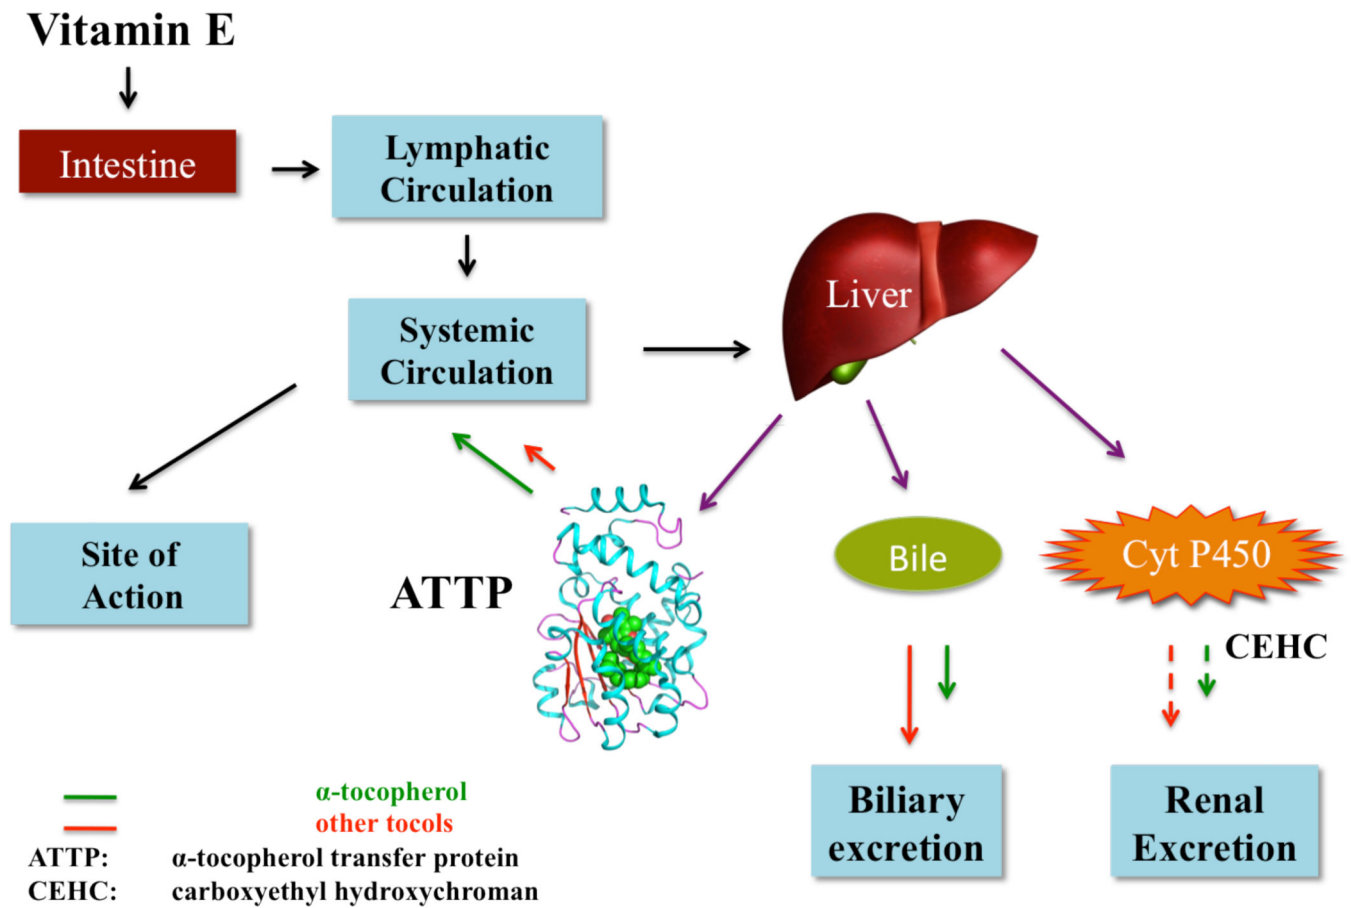 Vitamin E
Intestine
Lymphatic
Circulation
Systemic
Circulation
Liver
Site of
Action
ATTP
Bile
Cyt P450
CEHC
Biliary
excretion
Renal
Excretion
α-tocopherol
other tocols
ATTP: α-tocopherol transfer protein
CEHC: carboxyethyl hydroxychroman